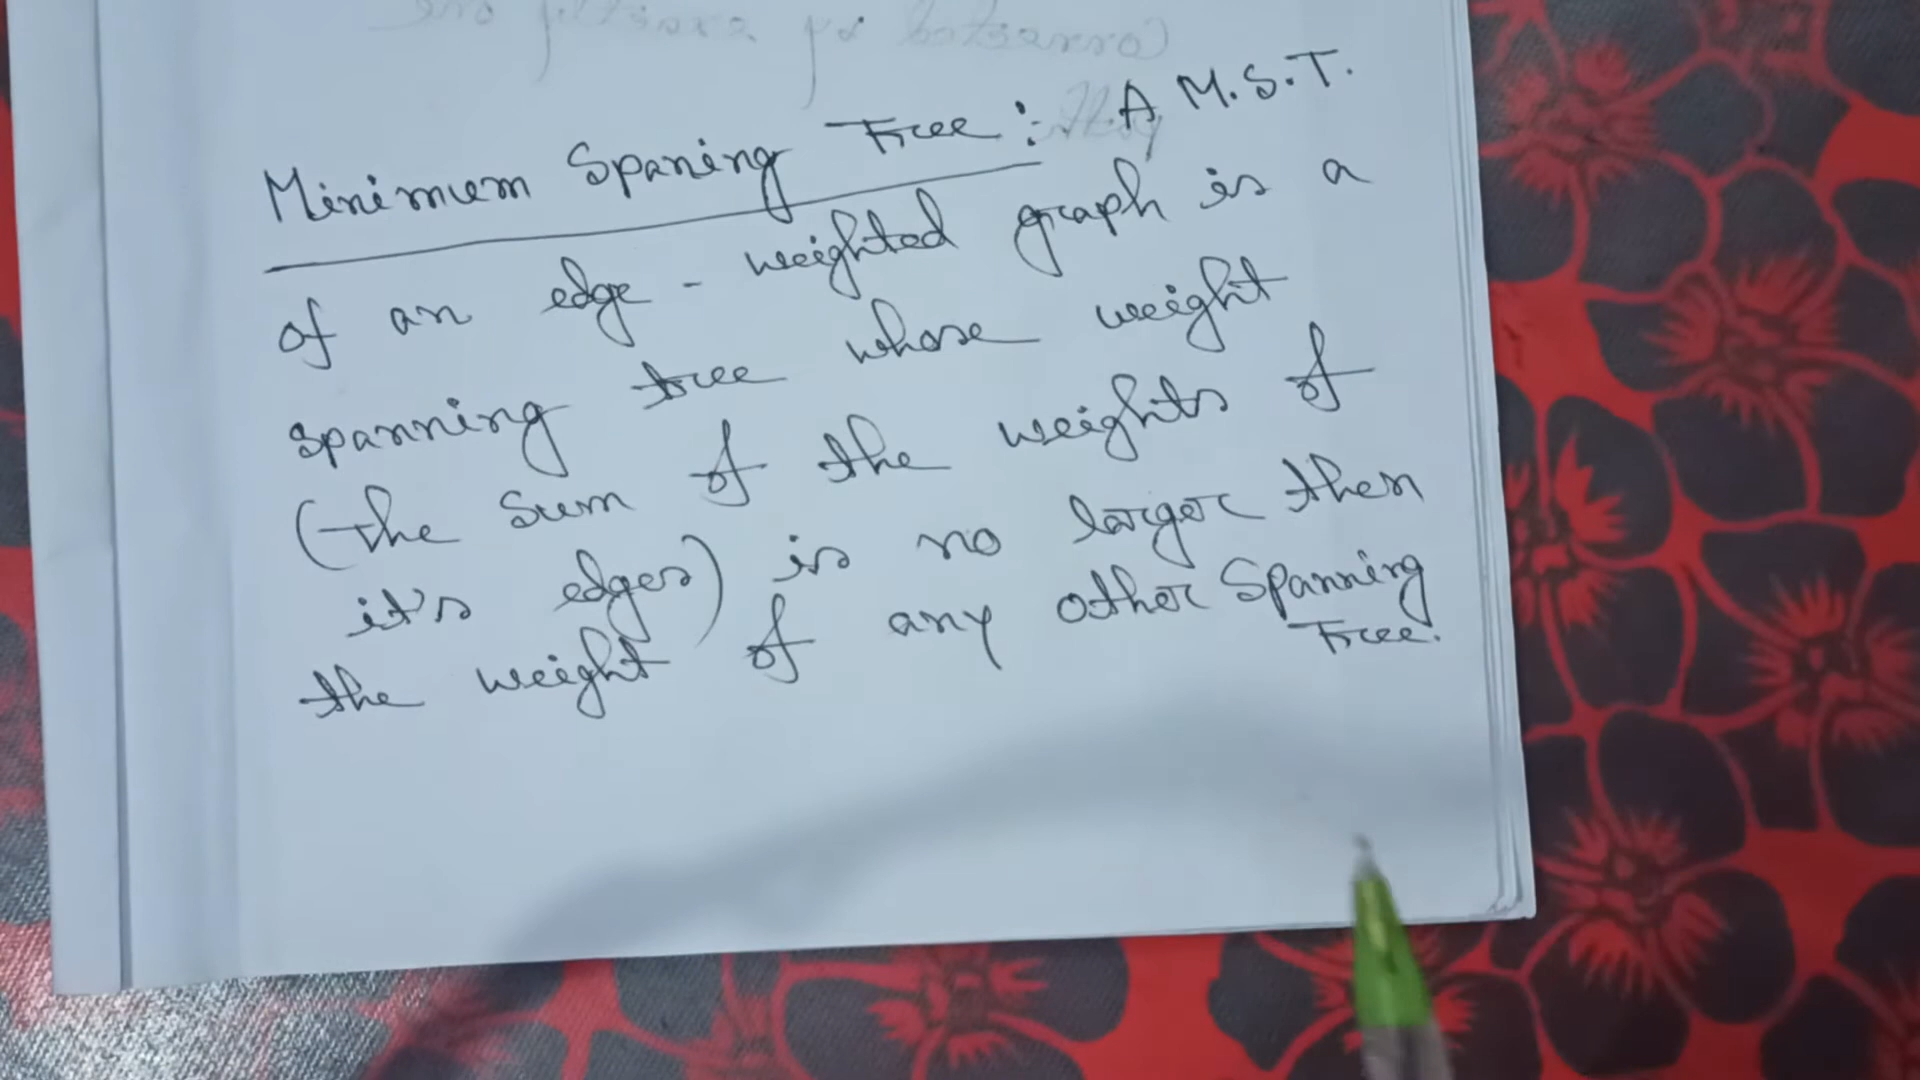 Minimum Spaning Tree : A M.S.T.
of an edge - weighted graph is a
spanning tree whose weight
(the sum of the weights of
it's edges) is no larger then
the weight of any other Spanning
Tree.